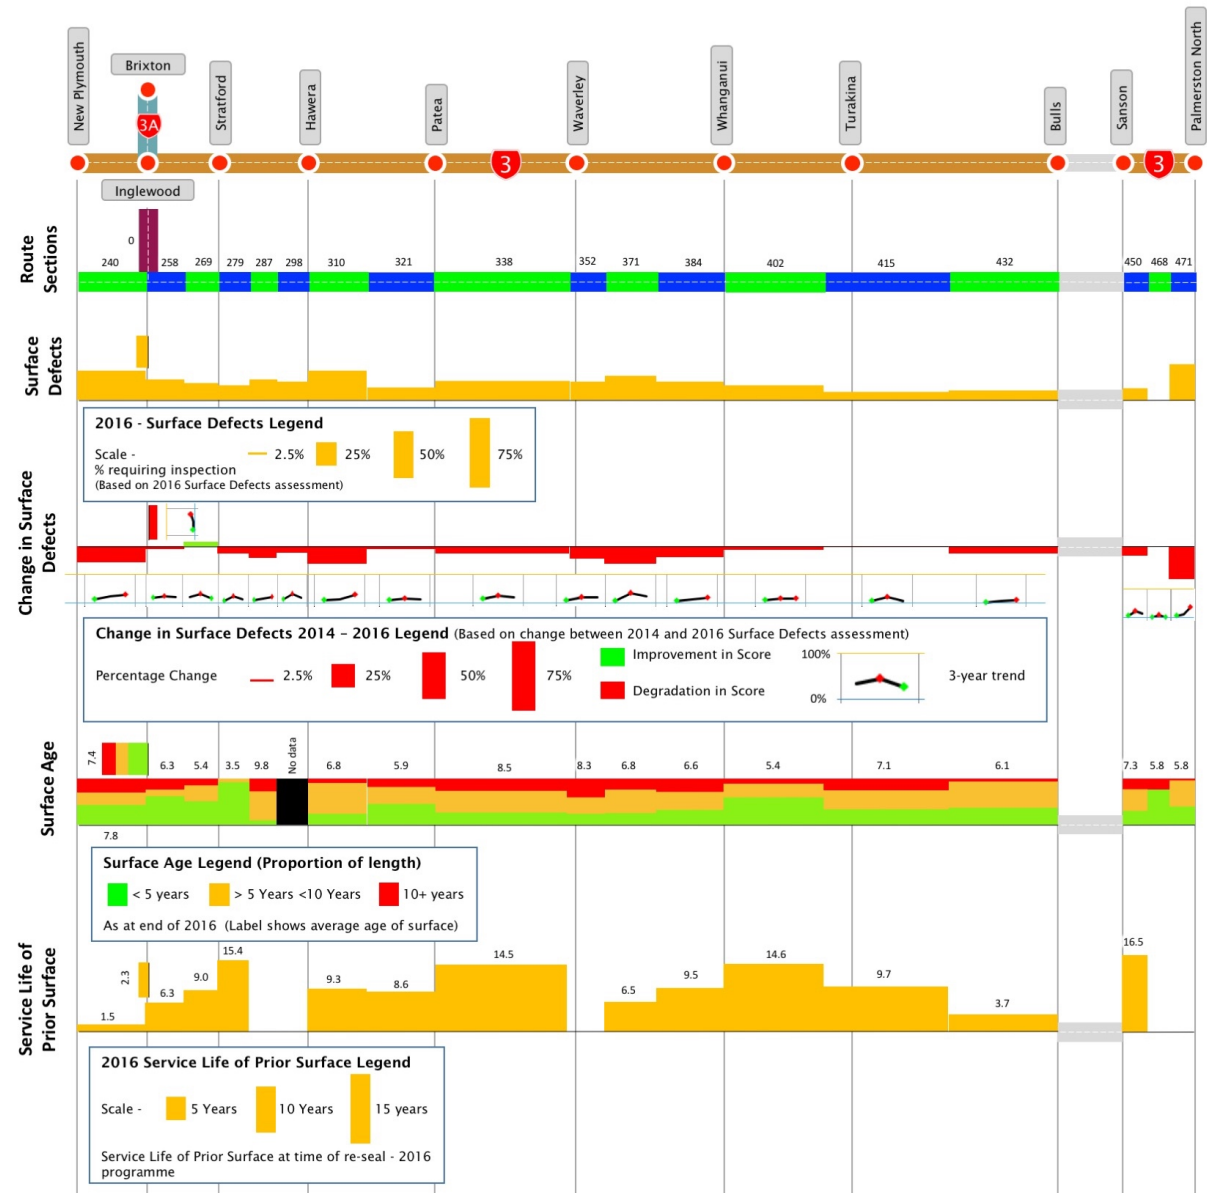 New Plymouth
Brixton
Stratford
Hawera
Patea
Waverley
Whanganui
Turakina
Bulls
Sanson
Palmerston North
3A
3
3
Inglewood
Route
Sections
0
240
258
269
279
287
298
310
321
338
352
371
384
402
415
432
450
468
471
Surface
Defects
2016 - Surface Defects Legend
Scale -
% requiring inspection
(Based on 2016 Surface Defects assessment)
2.5%
25%
50%
75%
Change in Surface
Defects
Change in Surface Defects 2014 – 2016 Legend (Based on change between 2014 and 2016 Surface Defects assessment)
Percentage Change
2.5%
25%
50%
75%
Improvement in Score
Degradation in Score
100%
0%
3-year trend
Surface Age
7.4
6.3
5.4
3.5
9.8
No data
6.8
5.9
8.5
8.3
6.8
6.6
5.4
7.1
6.1
7.3
5.8
5.8
7.8
Surface Age Legend (Proportion of length)
< 5 years
> 5 Years <10 Years
10+ years
As at end of 2016 (Label shows average age of surface)
Service Life of
Prior Surface
1.5
2.3
6.3
9.0
15.4
9.3
8.6
14.5
6.5
9.5
14.6
9.7
3.7
16.5
2016 Service Life of Prior Surface Legend
Scale -
5 Years
10 Years
15 years
Service Life of Prior Surface at time of re-seal - 2016
programme